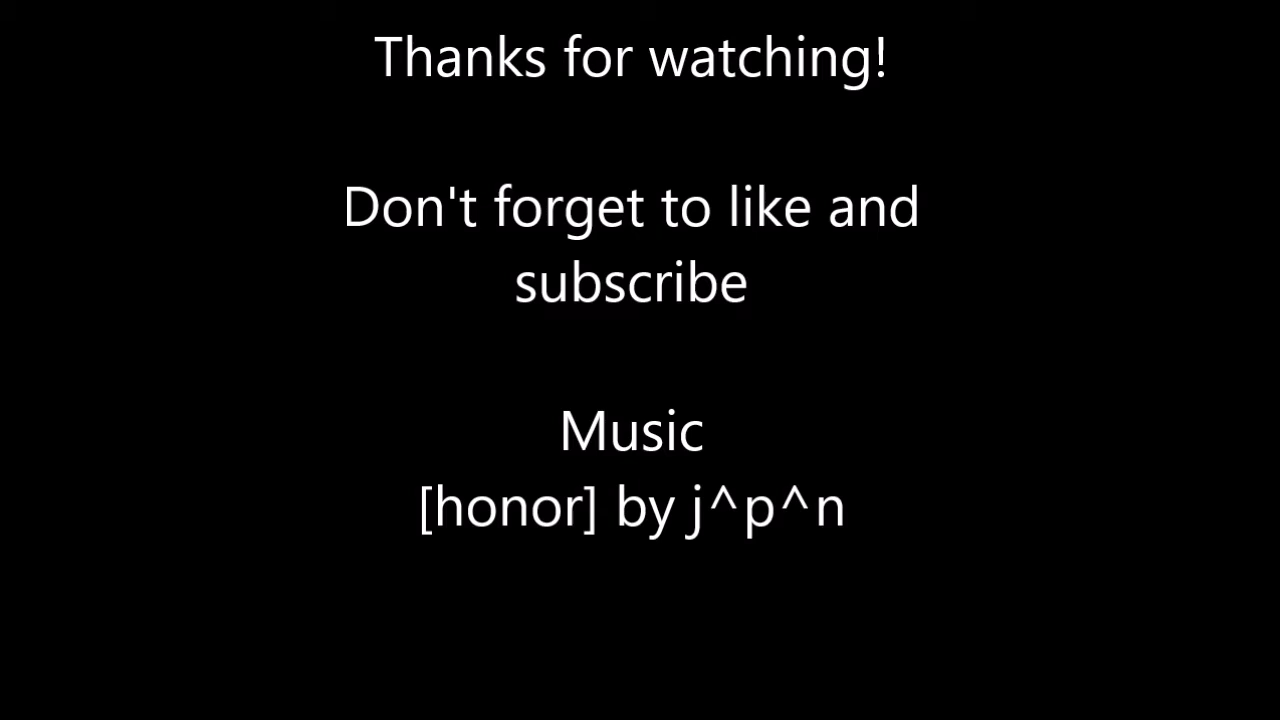 Thanks for watching!
Don't forget to like and
subscribe
Music
[honor] by j^p^n